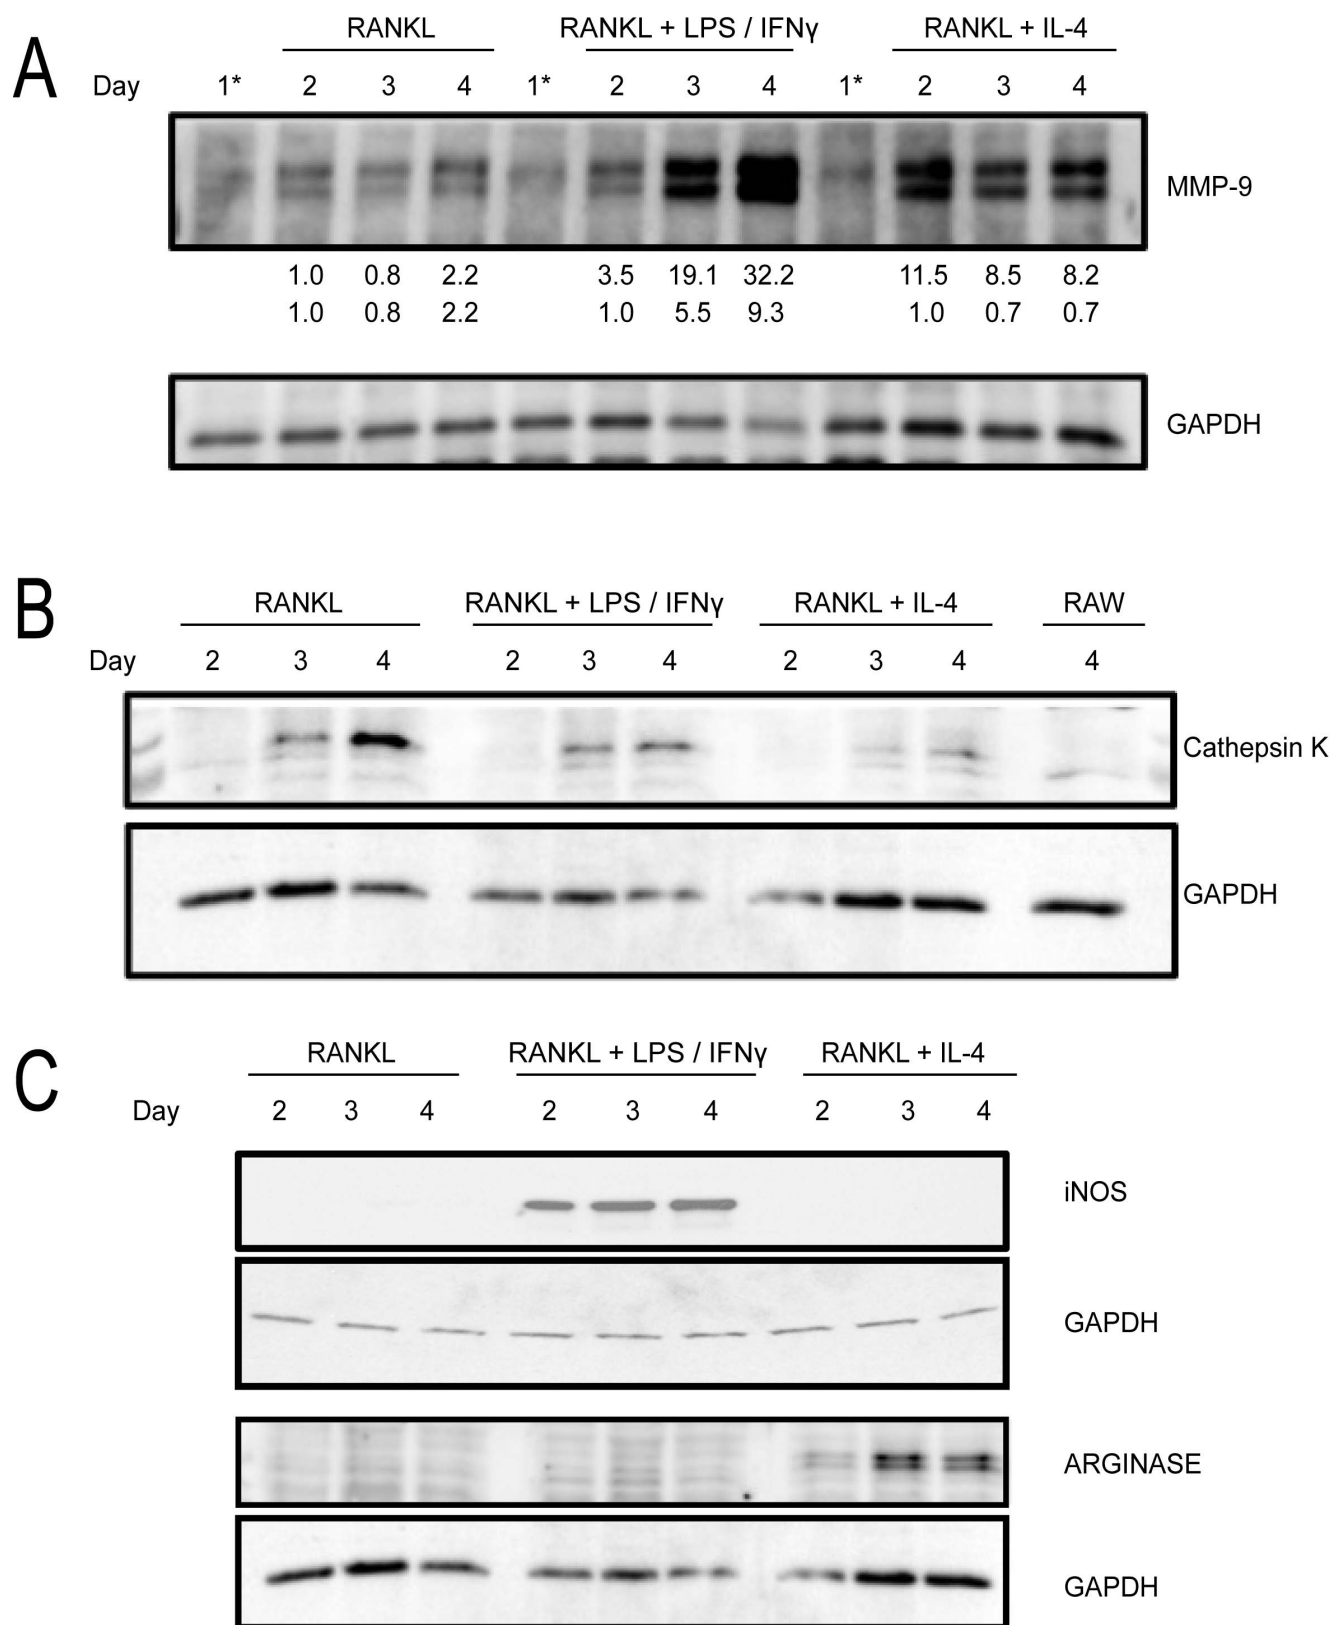 A
RANKL RANKL + LPS / IFNγ RANKL + IL-4
Day 1* 2 3 4 1* 2 3 4 1* 2 3 4
MMP-9
1.0 0.8 2.2 3.5 19.1 32.2 11.5 8.5 8.2
1.0 0.8 2.2 1.0 5.5 9.3 1.0 0.7 0.7
GAPDH
B
RANKL RANKL + LPS / IFNγ RANKL + IL-4 RAW
Day 2 3 4 2 3 4 2 3 4 4
Cathepsin K
GAPDH
C
RANKL RANKL + LPS / IFNγ RANKL + IL-4
Day 2 3 4 2 3 4 2 3 4
iNOS
GAPDH
ARGINASE
GAPDH